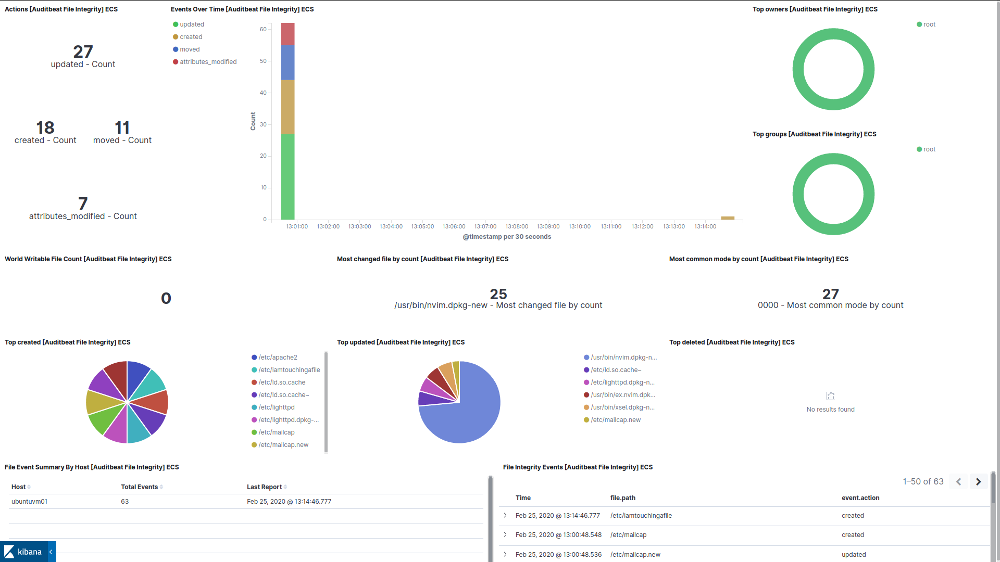 Actions [Auditbeat File Integrity] ECS
27
updated - Count
18
created - Count
11
moved - Count
7
attributes_modified - Count
Events Over Time [Auditbeat File Integrity] ECS
updated
created
moved
attributes_modified
Count
60
50
40
30
20
10
0
13:01:00 13:02:00 13:03:00 13:04:00 13:05:00 13:06:00 13:07:00 13:08:00 13:09:00 13:10:00 13:11:00 13:12:00 13:13:00 13:14:00
@timestamp per 30 seconds
Top owners [Auditbeat File Integrity] ECS
root
Top groups [Auditbeat File Integrity] ECS
root
World Writable File Count [Auditbeat File Integrity] ECS
0
Most changed file by count [Auditbeat File Integrity] ECS
25
/usr/bin/nvim.dpkg-new - Most changed file by count
Most common mode by count [Auditbeat File Integrity] ECS
27
0000 - Most common mode by count
Top created [Auditbeat File Integrity] ECS
/etc/apache2
/etc/iamtouchingafile
/etc/ld.so.cache
/etc/ld.so.cache~
/etc/lighttpd
/etc/lighttpd.dpkg-...
/etc/mailcap
/etc/mailcap.new
Top updated [Auditbeat File Integrity] ECS
/usr/bin/nvim.dpkg-n...
/etc/ld.so.cache~
/etc/lighttpd.dpkg-n...
/usr/bin/ex.nvim.dpk...
/usr/bin/xsel.dpkg-n...
/etc/mailcap.new
Top deleted [Auditbeat File Integrity] ECS
No results found
File Event Summary By Host [Auditbeat File Integrity] ECS
Host Total Events Last Report
ubuntuvm01 63 Feb 25, 2020 @ 13:14:46.777
File Integrity Events [Auditbeat File Integrity] ECS
1–50 of 63
Time file.path event.action
Feb 25, 2020 @ 13:14:46.777 /etc/iamtouchingafile created
Feb 25, 2020 @ 13:00:48.548 /etc/mailcap created
Feb 25, 2020 @ 13:00:48.536 /etc/mailcap.new updated
kibana